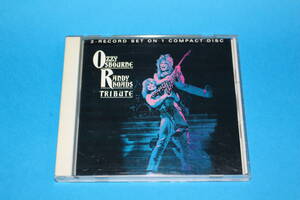 2-RECORD SET ON 1 COMPACT DISC
OZZY
OSBOURNE
RANDY
RHOADS
TRIBUTE